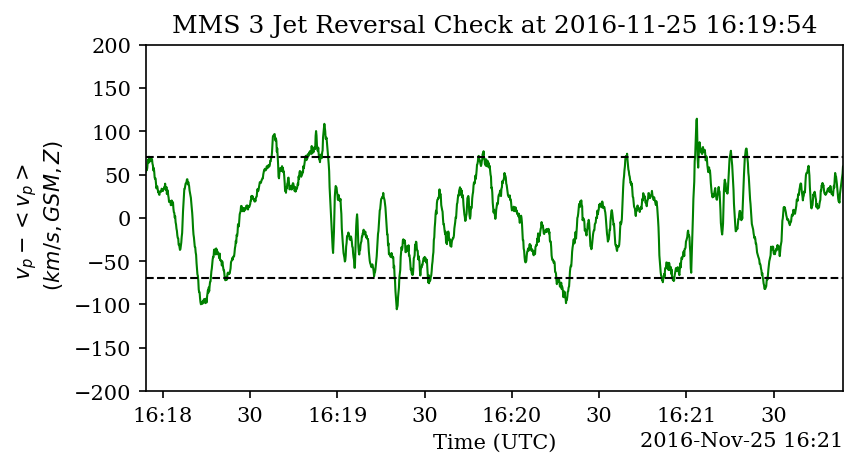 MMS 3 Jet Reversal Check at 2016-11-25 16:19:54
200
150
100
50
0
−50
−100
−150
−200
v_p − < v_p >
(km/s, GSM, Z)
16:18 30 16:19 30 16:20 30 16:21 30
Time (UTC)
2016-Nov-25 16:21